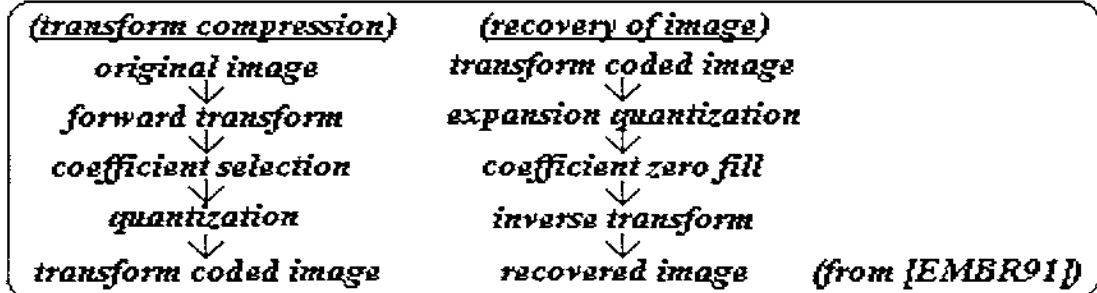 (transform compression) (recovery of image)
original image transform coded image
forward transform expansion quantization
coefficient selection coefficient zero fill
quantization inverse transform
transform coded image recovered image (from [EMBR91])